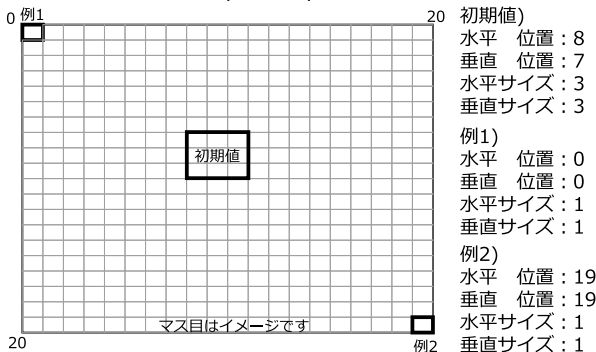 0 例1
20
初期値
マス目はイメージです
20
例2
初期値)
水平　位置：8
垂直　位置：7
水平サイズ：3
垂直サイズ：3
例1)
水平　位置：0
垂直　位置：0
水平サイズ：1
垂直サイズ：1
例2)
水平　位置：19
垂直　位置：19
水平サイズ：1
垂直サイズ：1